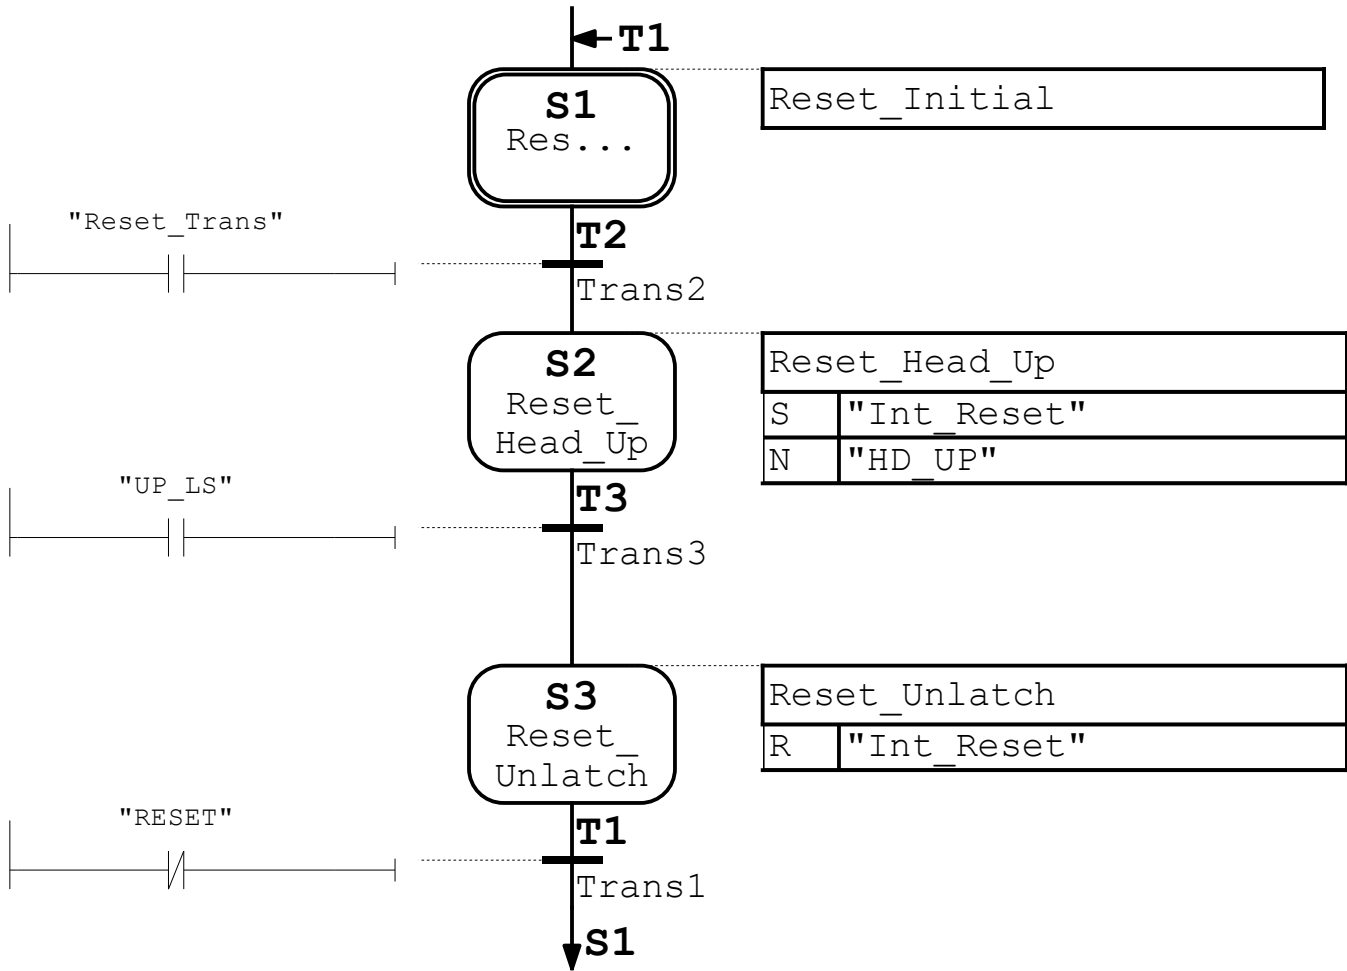 T1
S1
Res...
Reset_Initial
"Reset_Trans"
T2
Trans2
S2
Reset_
Head_Up
Reset_Head_Up
S "Int_Reset"
N "HD_UP"
"UP_LS"
T3
Trans3
S3
Reset_
Unlatch
Reset_Unlatch
R "Int_Reset"
"RESET"
T1
Trans1
S1